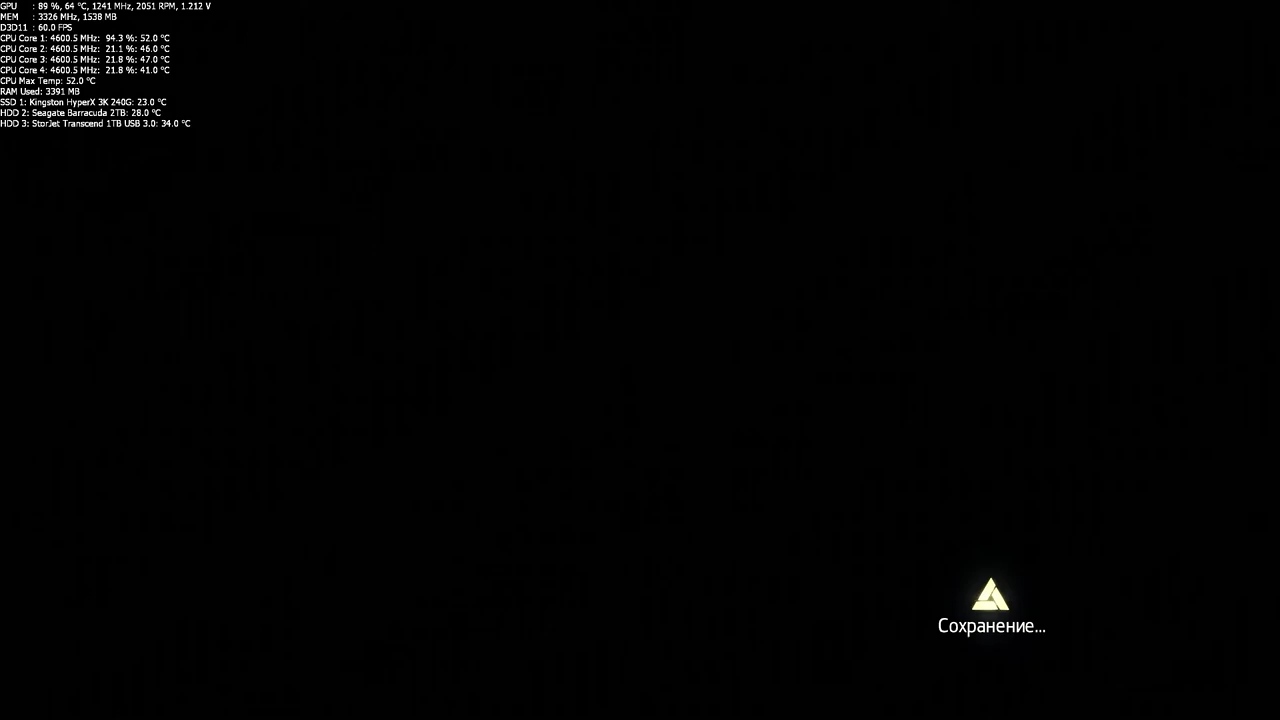 GPU : 89 %, 64 °C, 1241 MHz, 2051 RPM, 1.212 V
MEM : 3326 MHz, 1538 MB
D3D11 : 60.0 FPS
CPU Core 1: 4600.5 MHz: 94.3 %: 52.0 °C
CPU Core 2: 4600.5 MHz: 21.1 %: 46.0 °C
CPU Core 3: 4600.5 MHz: 21.8 %: 47.0 °C
CPU Core 4: 4600.5 MHz: 21.8 %: 41.0 °C
CPU Max Temp: 52.0 °C
RAM Used: 3391 MB
SSD 1: Kingston HyperX 3K 240G: 23.0 °C
HDD 2: Seagate Barracuda 2TB: 28.0 °C
HDD 3: StorJet Transcend 1TB USB 3.0: 34.0 °C
Сохранение...